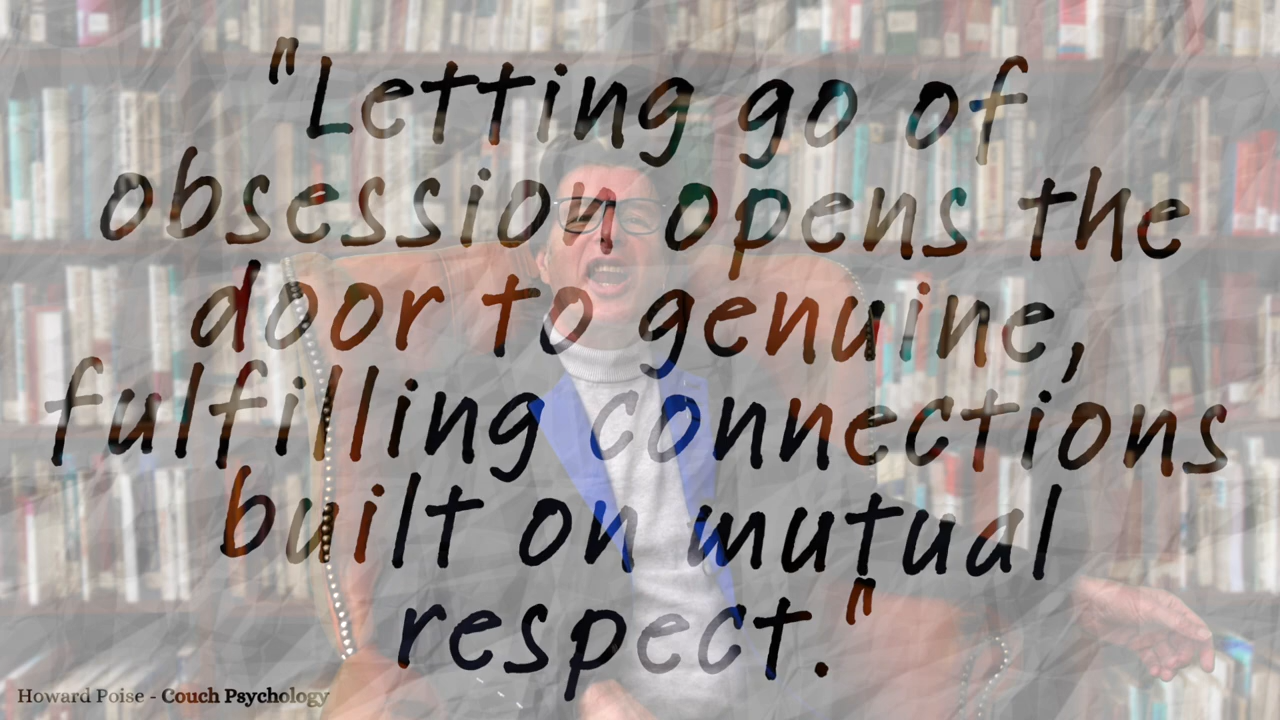 "Letting go of
obsession opens the
door to genuine,
fulfilling connections
built on mutual
respect."
Howard Poise - Couch Psychology